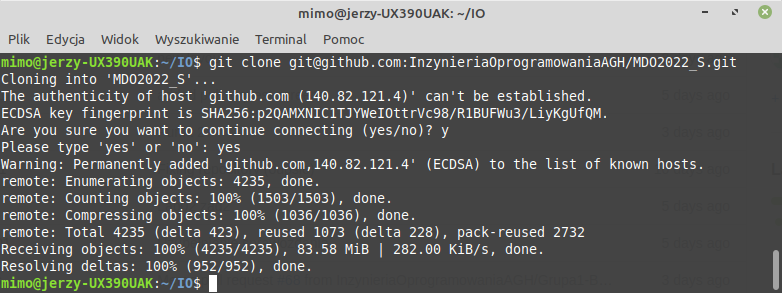 mimo@jerzy-UX390UAK: ~/IO
Plik Edycja Widok Wyszukiwanie Terminal Pomoc
mimo@jerzy-UX390UAK:~/IO$ git clone git@github.com:InzynieriaOprogramowaniaAGH/MDO2022_S.git
Cloning into 'MDO2022_S'...
The authenticity of host 'github.com (140.82.121.4)' can't be established.
ECDSA key fingerprint is SHA256:p2QAMXNIC1TJYWeIOttrVc98/R1BUFWu3/LiyKgUfQM.
Are you sure you want to continue connecting (yes/no)? y
Please type 'yes' or 'no': yes
Warning: Permanently added 'github.com,140.82.121.4' (ECDSA) to the list of known hosts.
remote: Enumerating objects: 4235, done.
remote: Counting objects: 100% (1503/1503), done.
remote: Compressing objects: 100% (1036/1036), done.
remote: Total 4235 (delta 423), reused 1073 (delta 228), pack-reused 2732
Receiving objects: 100% (4235/4235), 83.58 MiB | 282.00 KiB/s, done.
Resolving deltas: 100% (952/952), done.
mimo@jerzy-UX390UAK:~/IO$